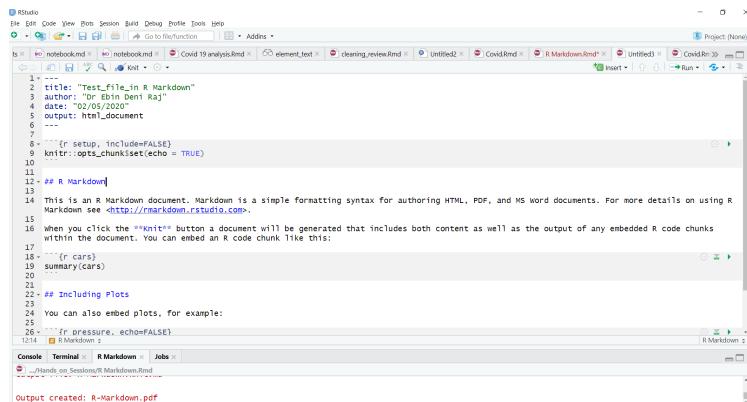 RStudio
File Edit Code View Plots Session Build Debug Profile Tools Help
Go to file/function Addins Project: (None)
ts × notebook.md × notebook.md × Covid 19 analysis.Rmd × element_text × cleaning_review.Rmd × Untitled2 × Covid.Rmd × R Markdown.Rmd* × Untitled3 × Covid.Rn
ABC Knit Insert Run
1 ---
2 title: "Test_file_in R Markdown"
3 author: "Dr Ebin Deni Raj"
4 date: "02/05/2020"
5 output: html_document
6 ---
7
8 ```{r setup, include=FALSE}
9 knitr::opts_chunk$set(echo = TRUE)
10 ```
11
12 ## R Markdown
13
14 This is an R Markdown document. Markdown is a simple formatting syntax for authoring HTML, PDF, and MS Word documents. For more details on using R
Markdown see <http://rmarkdown.rstudio.com>.
15
16 When you click the **Knit** button a document will be generated that includes both content as well as the output of any embedded R code chunks
within the document. You can embed an R code chunk like this:
17
18 ```{r cars}
19 summary(cars)
20 ```
21
22 ## Including Plots
23
24 You can also embed plots, for example:
25
26 ```{r pressure, echo=FALSE}
12:14 R Markdown R Markdown
Console Terminal × R Markdown × Jobs ×
.../Hands_on_Sessions/R Markdown.Rmd
Output created: R-Markdown.pdf